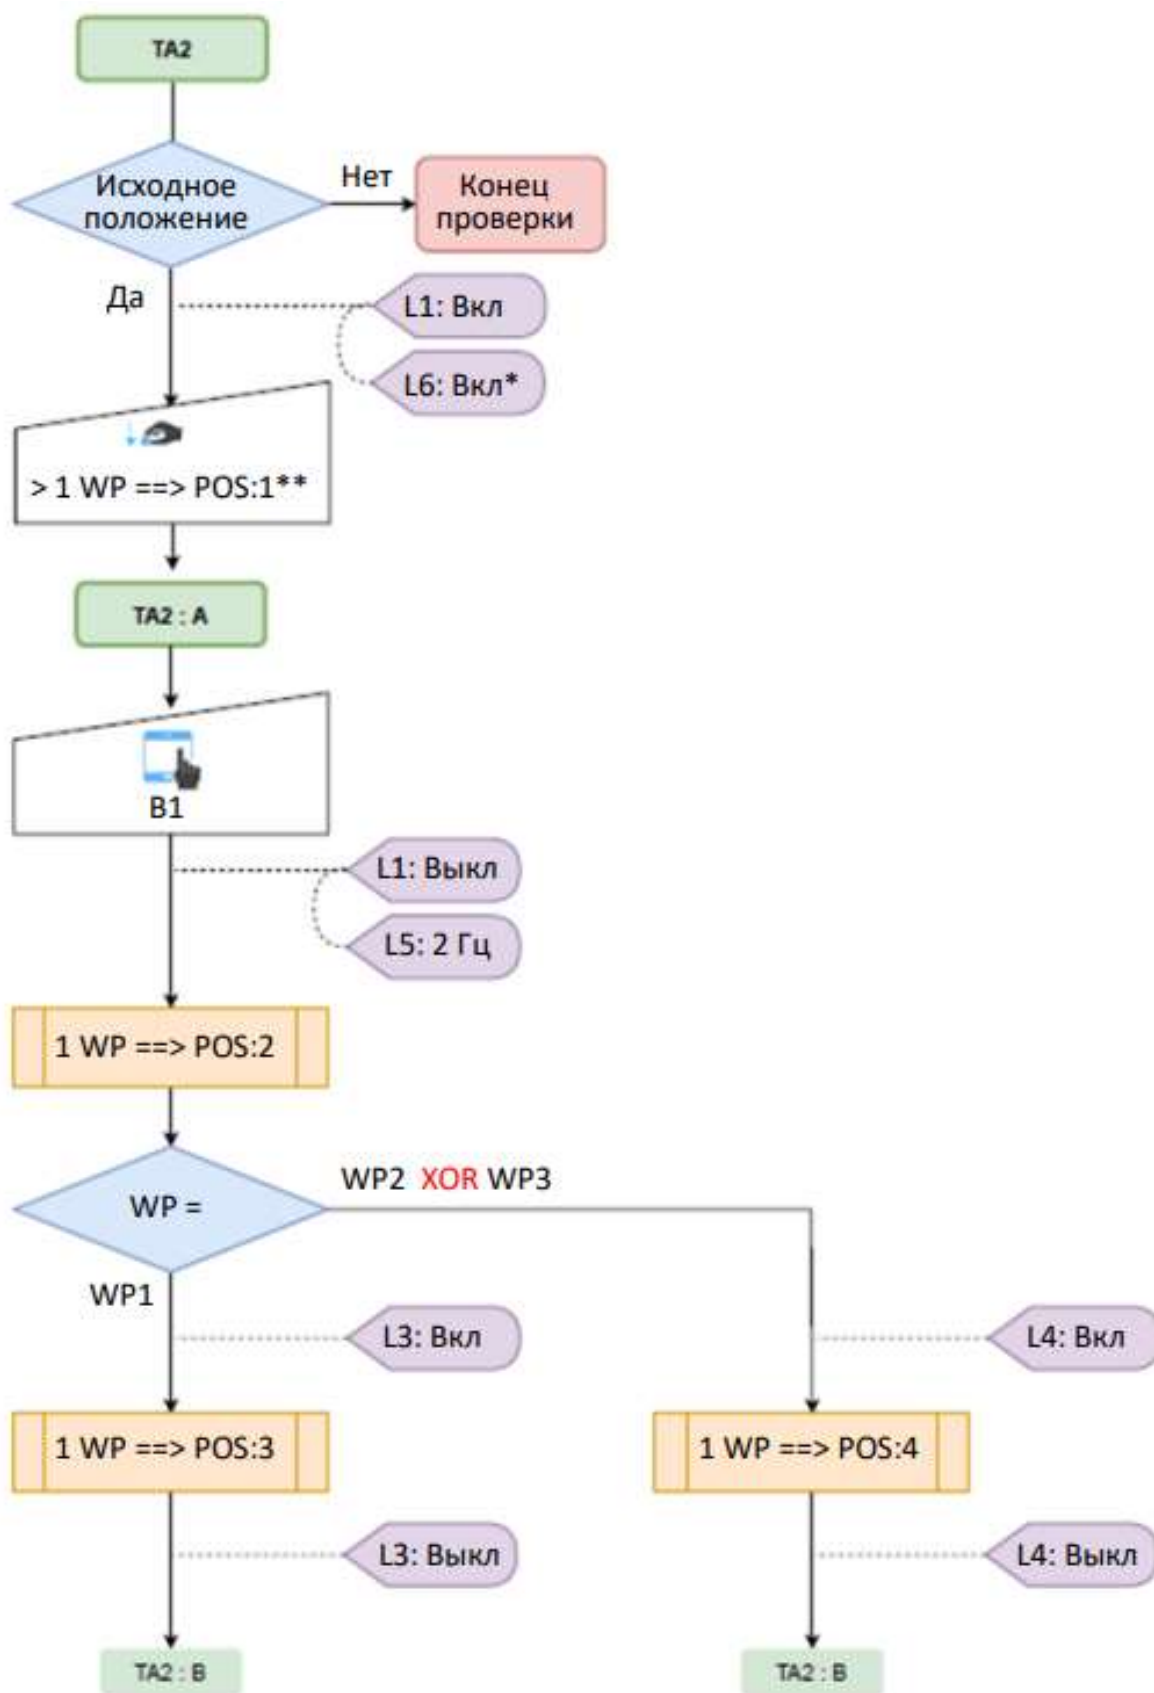 TA2
Исходное
положение
Нет
Конец
проверки
Да
L1: Вкл
L6: Вкл*
> 1 WP ==> POS:1**
TA2 : A
B1
L1: Выкл
L5: 2 Гц
1 WP ==> POS:2
WP =
WP2 XOR WP3
WP1
L3: Вкл
L4: Вкл
1 WP ==> POS:3
1 WP ==> POS:4
L3: Выкл
L4: Выкл
TA2 : B
TA2 : B